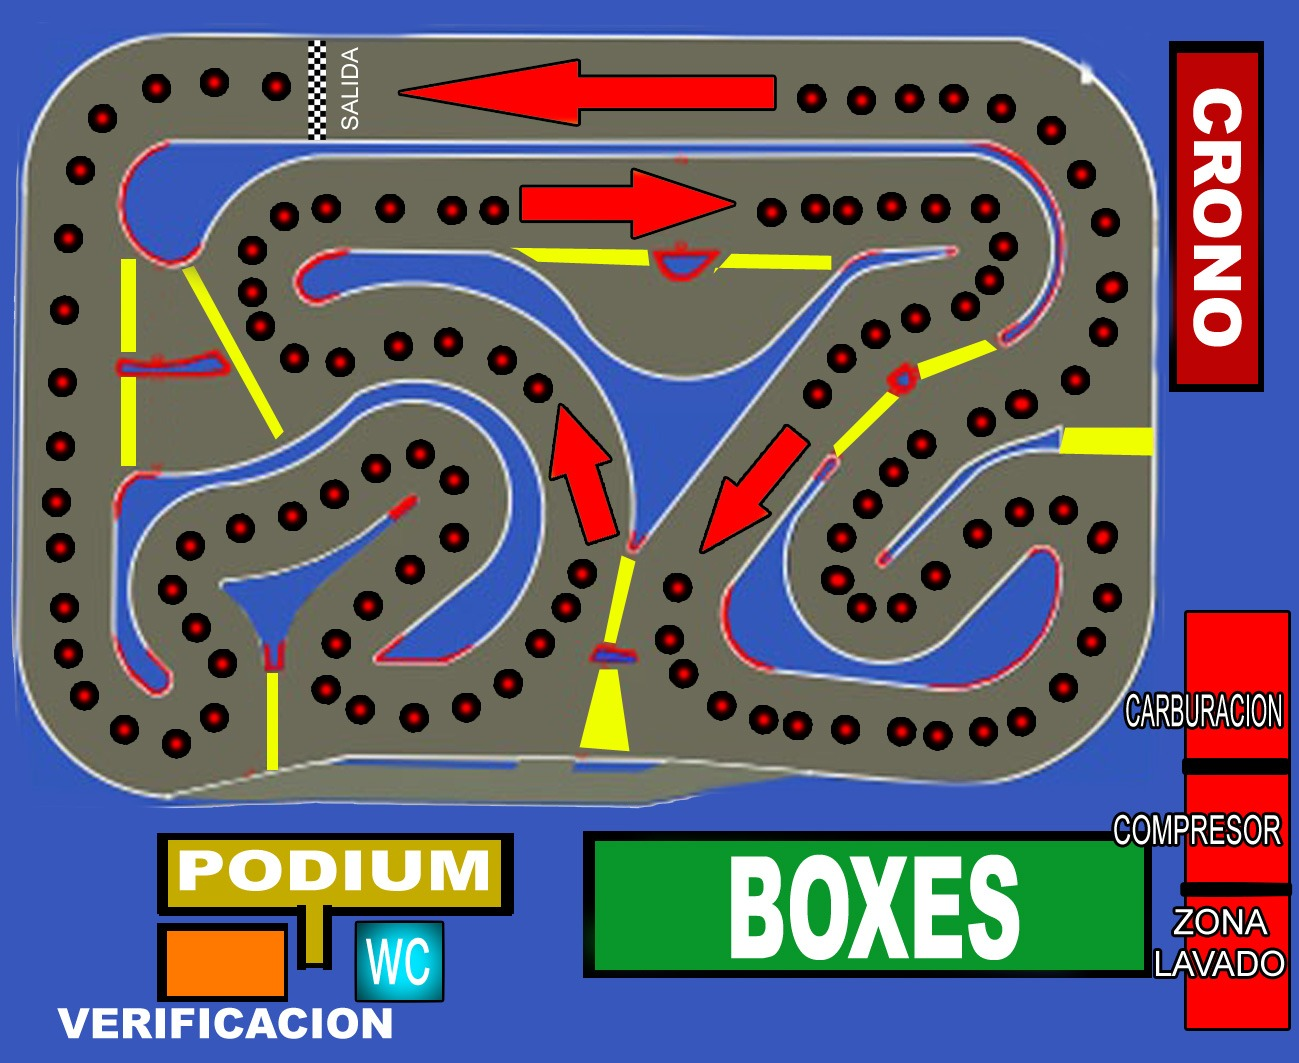 SALIDA
CRONO
CARBURACION
COMPRESOR
ZONA
LAVADO
PODIUM
BOXES
WC
VERIFICACION